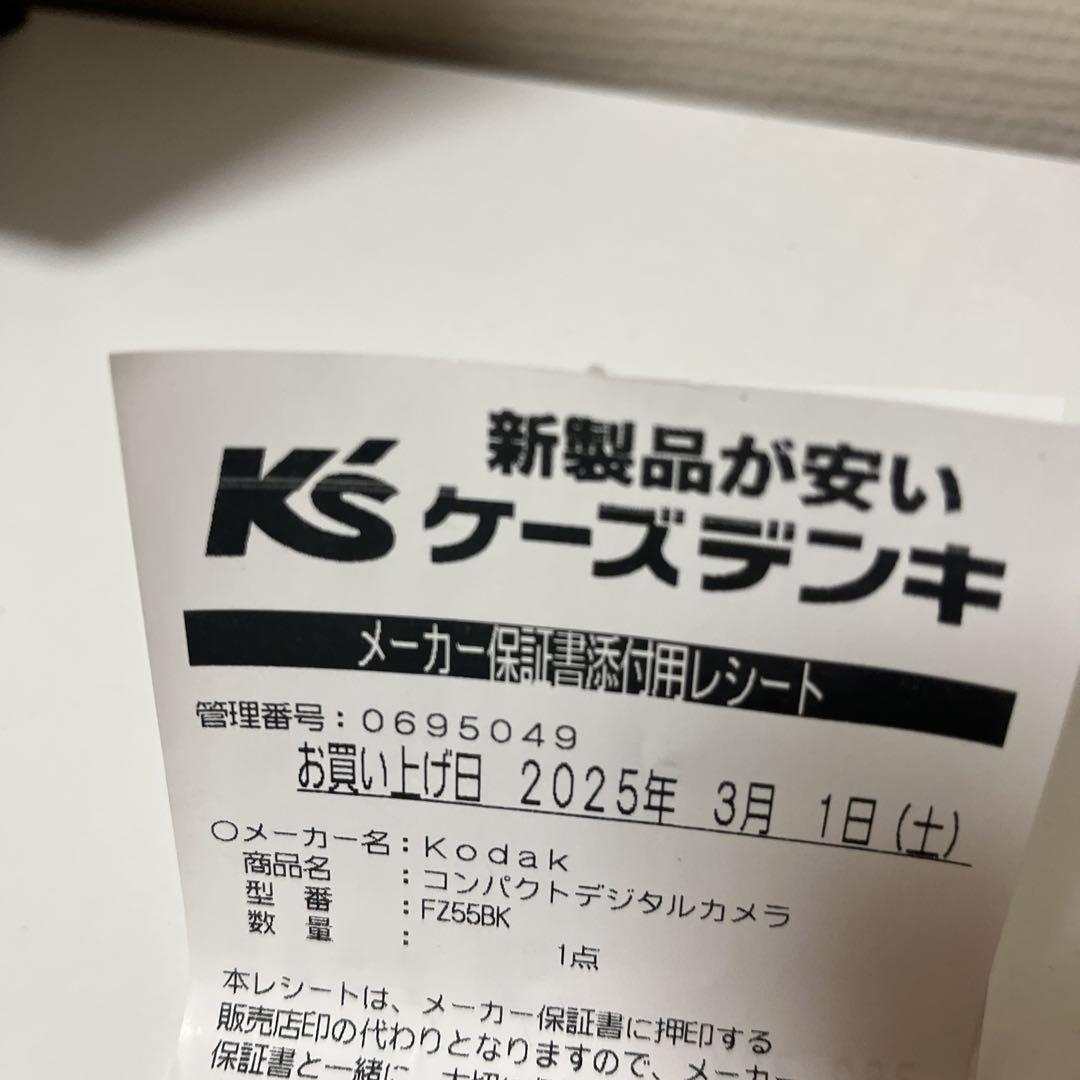 新製品が安い
K's ケーズデンキ
メーカー保証書添付用レシート
管理番号：0695049
お買い上げ日 2025年 3月 1日(土)
○メーカー名：Kodak
商品名 ：コンパクトデジタルカメラ
型 番 ：FZ55BK
数 量 ： 1点
本レシートは、メーカー保証書に押印する
販売店印の代わりとなりますので、メーカー
保証書と一緒に、大切に